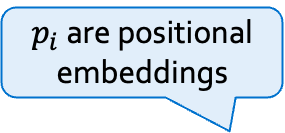 𝑝ᵢ are positional
embeddings